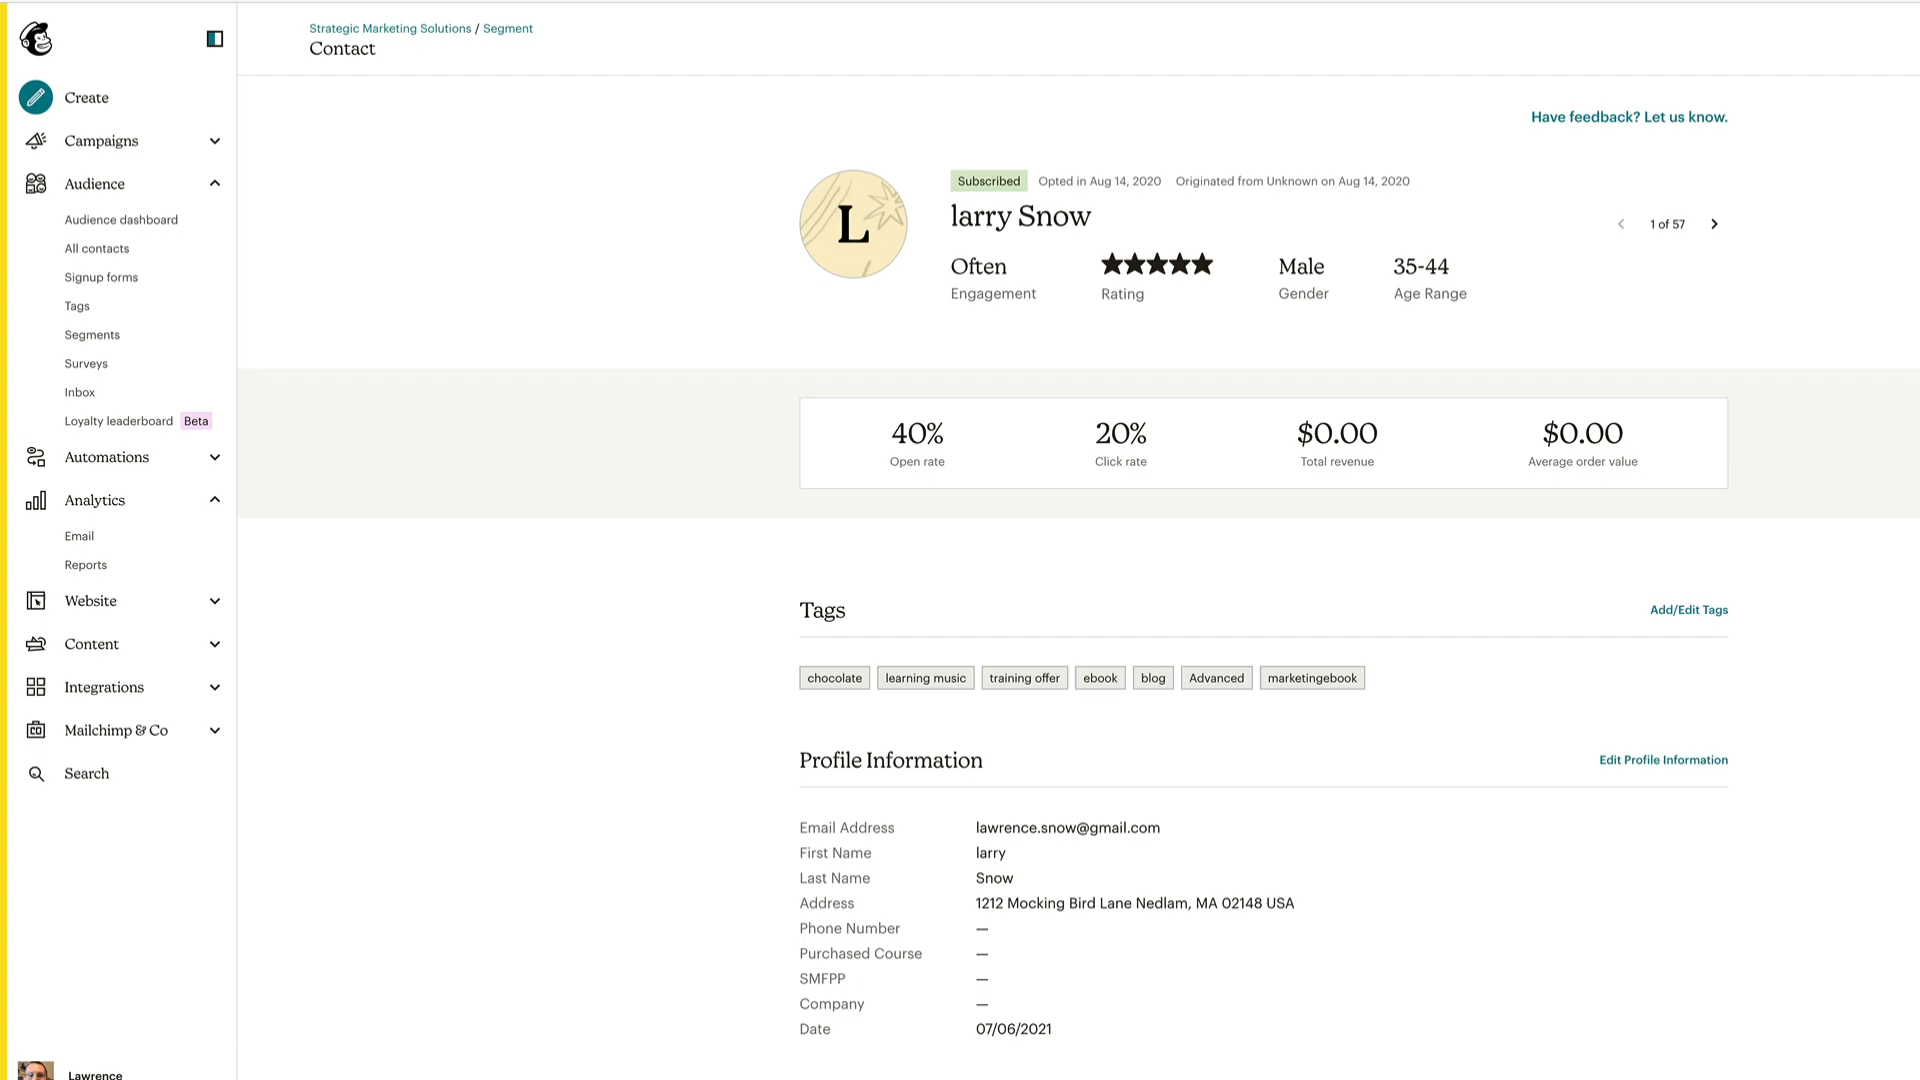 Strategic Marketing Solutions / Segment
Contact
Create
Campaigns
Audience
Audience dashboard
All contacts
Signup forms
Tags
Segments
Surveys
Inbox
Loyalty leaderboard Beta
Automations
Analytics
Email
Reports
Website
Content
Integrations
Mailchimp & Co
Search
Lawrence
Have feedback? Let us know.
Subscribed Opted in Aug 14, 2020 Originated from Unknown on Aug 14, 2020
L
larry Snow
1 of 57
Often Male 35-44
Engagement Rating Gender Age Range
40% 20% $0.00 $0.00
Open rate Click rate Total revenue Average order value
Tags Add/Edit Tags
chocolate learning music training offer ebook blog Advanced marketingebook
Profile Information Edit Profile Information
Email Address lawrence.snow@gmail.com
First Name larry
Last Name Snow
Address 1212 Mocking Bird Lane Nedlam, MA 02148 USA
Phone Number —
Purchased Course —
SMFPP —
Company —
Date 07/06/2021